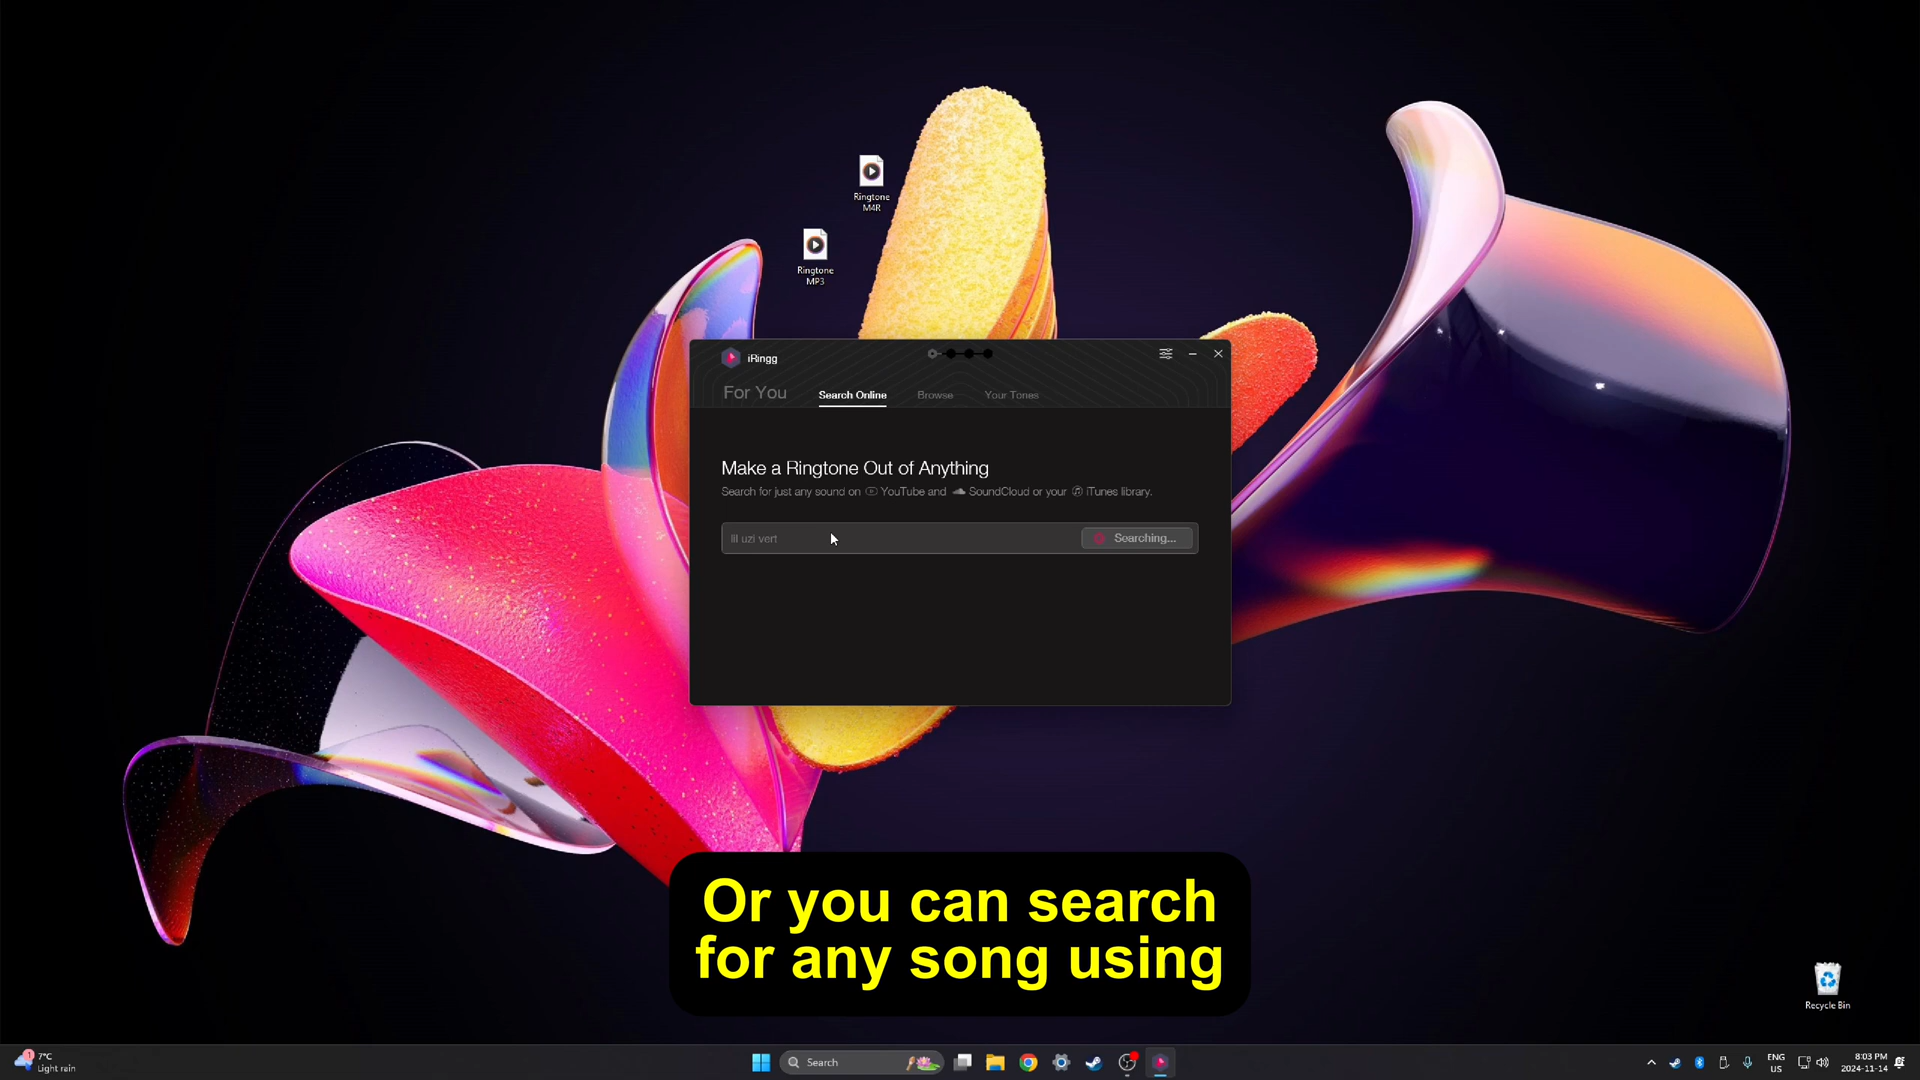 Ringtone
M4R
Ringtone
MP3
iRingg
For You
Search Online
Browse
Your Tones
Make a Ringtone Out of Anything
Search for just any sound on YouTube and SoundCloud or your iTunes library.
lil uzi vert
Searching...
Or you can search
for any song using
Recycle Bin
1
7°C
Light rain
Search
ENG
US
8:03 PM
2024-11-14